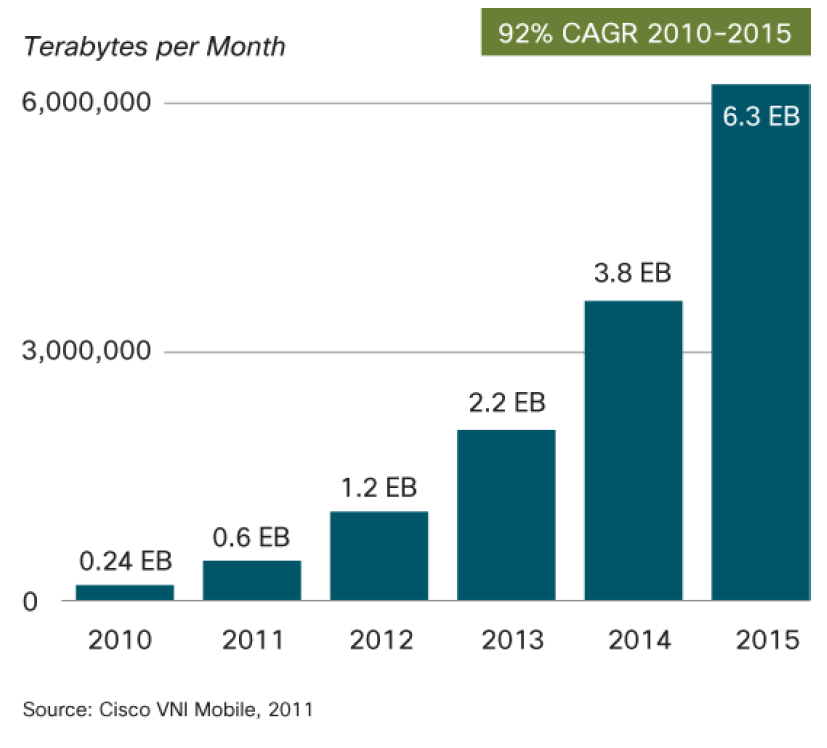 92% CAGR 2010–2015
Terabytes per Month
6,000,000
6.3 EB
3.8 EB
3,000,000
2.2 EB
1.2 EB
0.6 EB
0.24 EB
0
2010 2011 2012 2013 2014 2015
Source: Cisco VNI Mobile, 2011